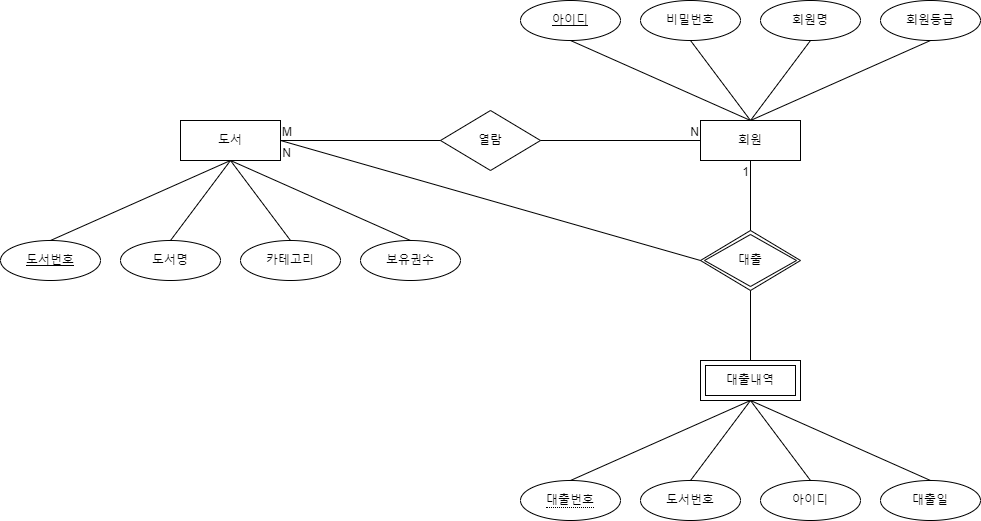 아이디
비밀번호
회원명
회원등급
도서
M
N
열람
N
회원
1
도서번호
도서명
카테고리
보유권수
대출
대출내역
대출번호
도서번호
아이디
대출일